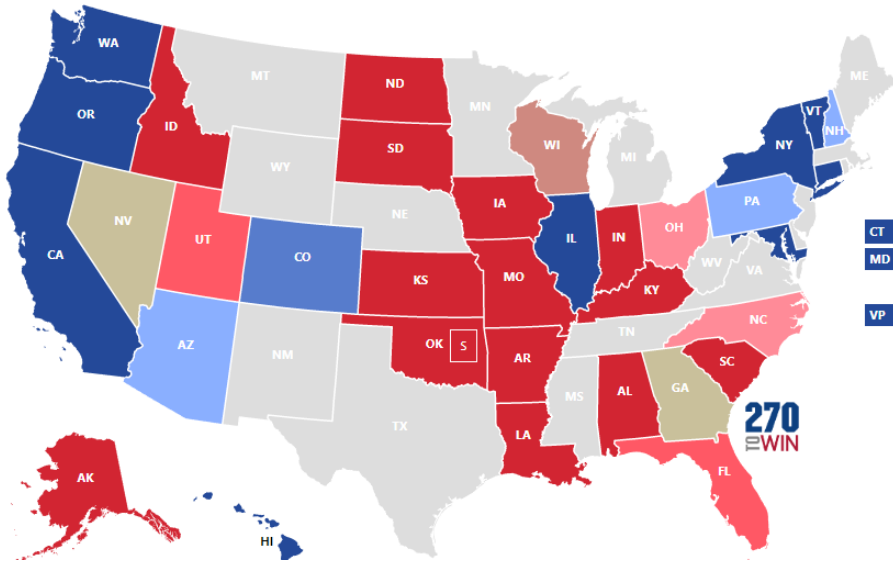 WA
MT
ND
MN
ME
VT
NH
OR
ID
SD
WI
MI
NY
WY
IA
PA
NV
UT
NE
IL
IN
OH
CT
CA
CO
KS
MO
WV
VA
MD
KY
AZ
NM
OK
S
AR
TN
NC
VP
SC
MS
AL
GA
TX
LA
270
TO WIN
FL
AK
HI